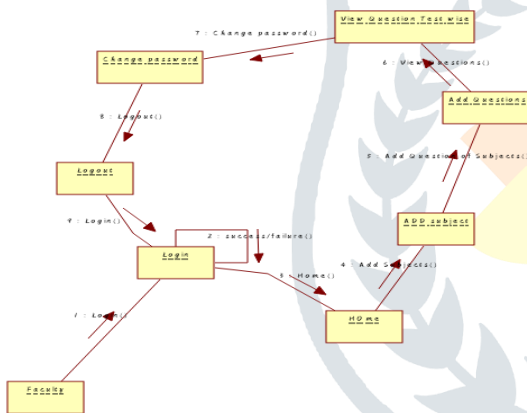 View Question Test wise
7 : Change password()
Change password
6 : View Questions()
Add Questions
8 : Logout()
5 : Add Question of Subjects()
Logout
9 : Login()
ADD subject
2 : success/failure()
Login
4 : Add Subjects()
3 : Home()
1 : Login()
HOme
Faculty